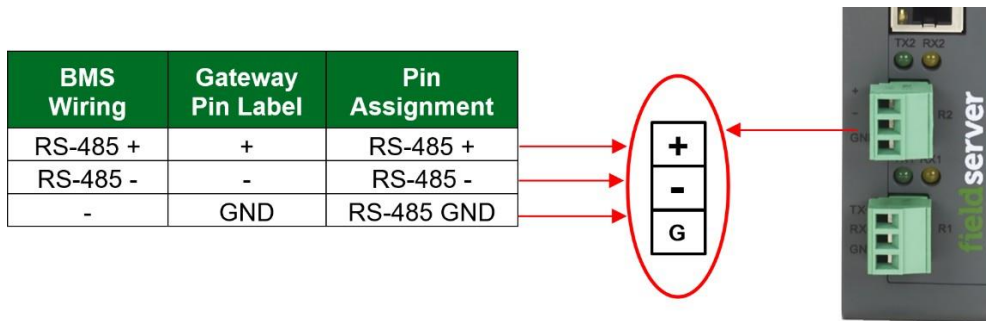 BMS Wiring Gateway Pin Label Pin Assignment
RS-485 + + RS-485 +
RS-485 - - RS-485 -
- GND RS-485 GND
+
-
G
TX2 RX2
+
-
GN
R2
RX1
TX
RX
GN
R1
fieldserver